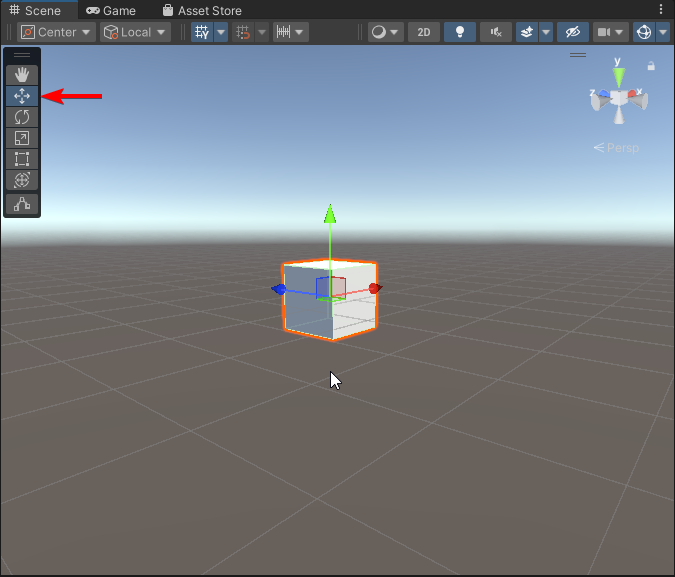 Scene Game Asset Store
Center Local 2D
y
z x
Persp